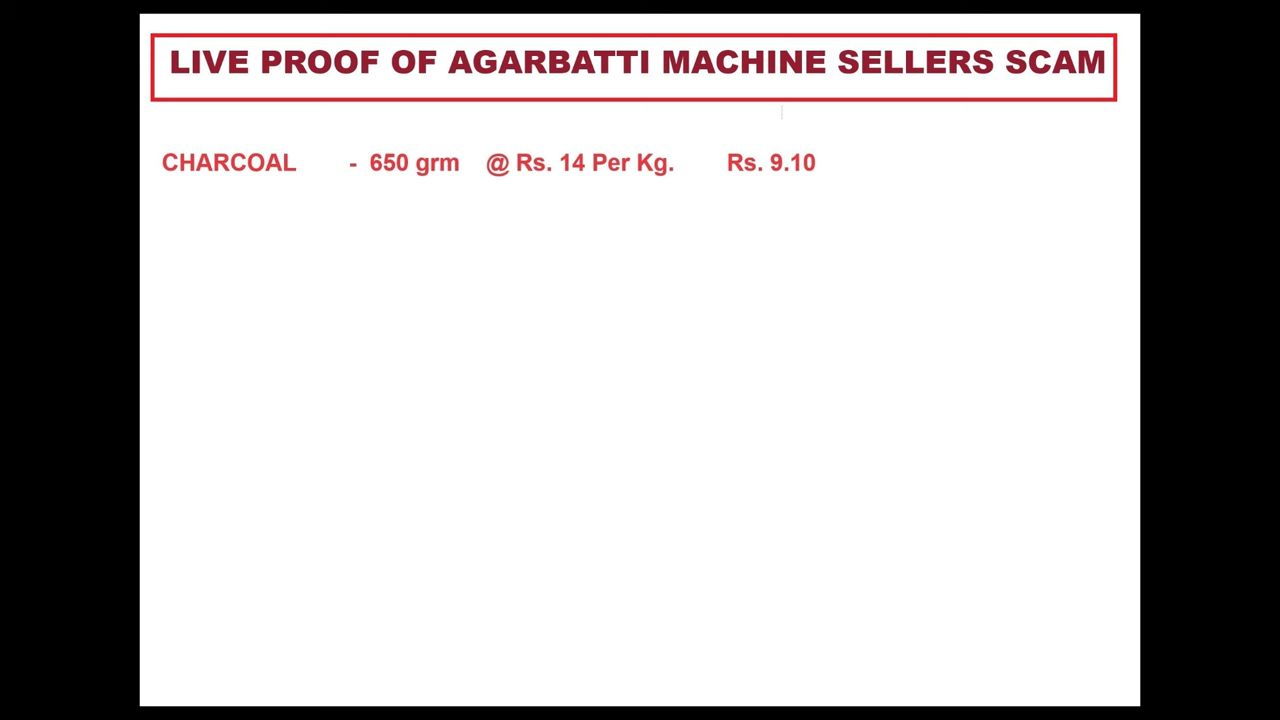 LIVE PROOF OF AGARBATTI MACHINE SELLERS SCAM
CHARCOAL - 650 grm @ Rs. 14 Per Kg. Rs. 9.10